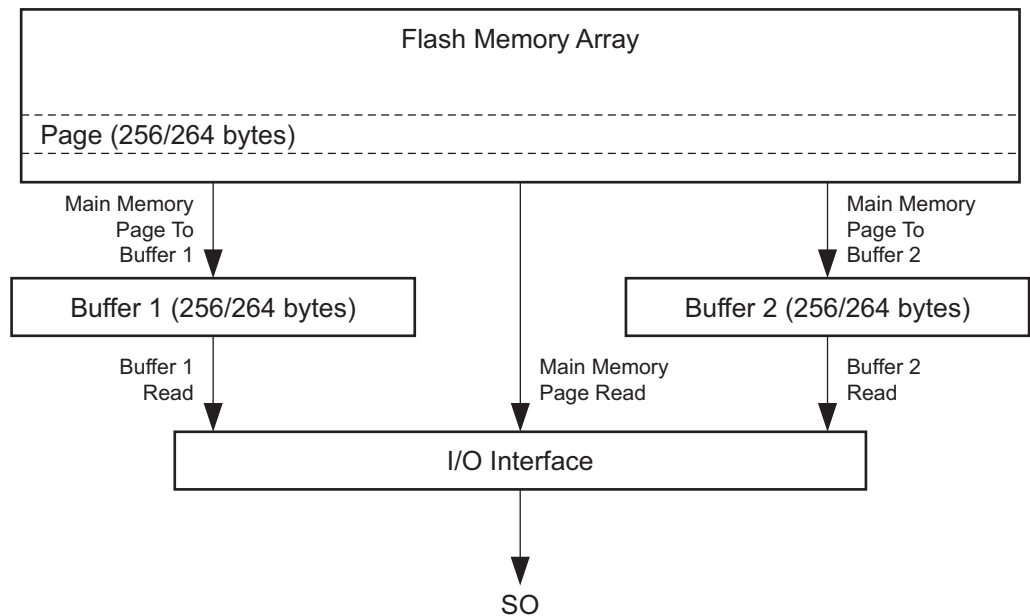 Flash Memory Array
Page (256/264 bytes)
Main Memory
Page To
Buffer 1
Main Memory
Page To
Buffer 2
Buffer 1 (256/264 bytes)
Buffer 2 (256/264 bytes)
Buffer 1
Read
Main Memory
Page Read
Buffer 2
Read
I/O Interface
SO